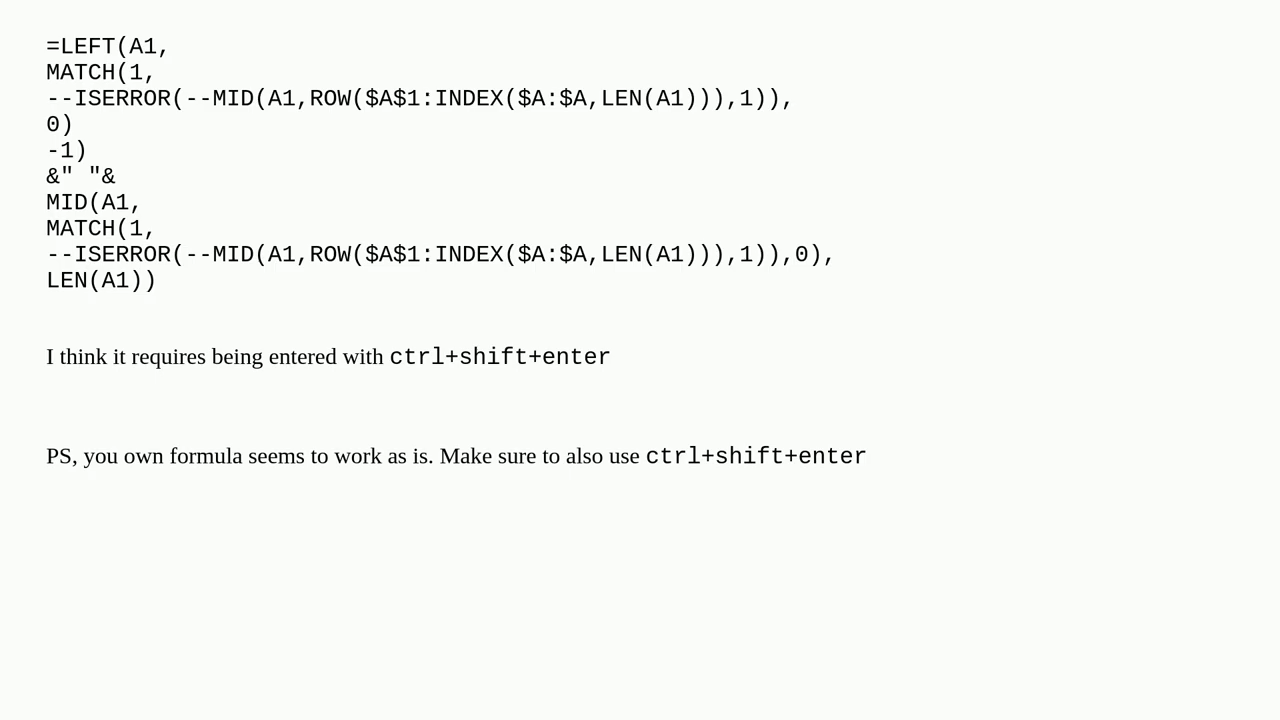 =LEFT(A1,
MATCH(1,
--ISERROR(--MID(A1,ROW($A$1:INDEX($A:$A,LEN(A1))),1)),
0)
-1)
&" "&
MID(A1,
MATCH(1,
--ISERROR(--MID(A1,ROW($A$1:INDEX($A:$A,LEN(A1))),1)),0),
LEN(A1))
I think it requires being entered with ctrl+shift+enter
PS, you own formula seems to work as is. Make sure to also use ctrl+shift+enter